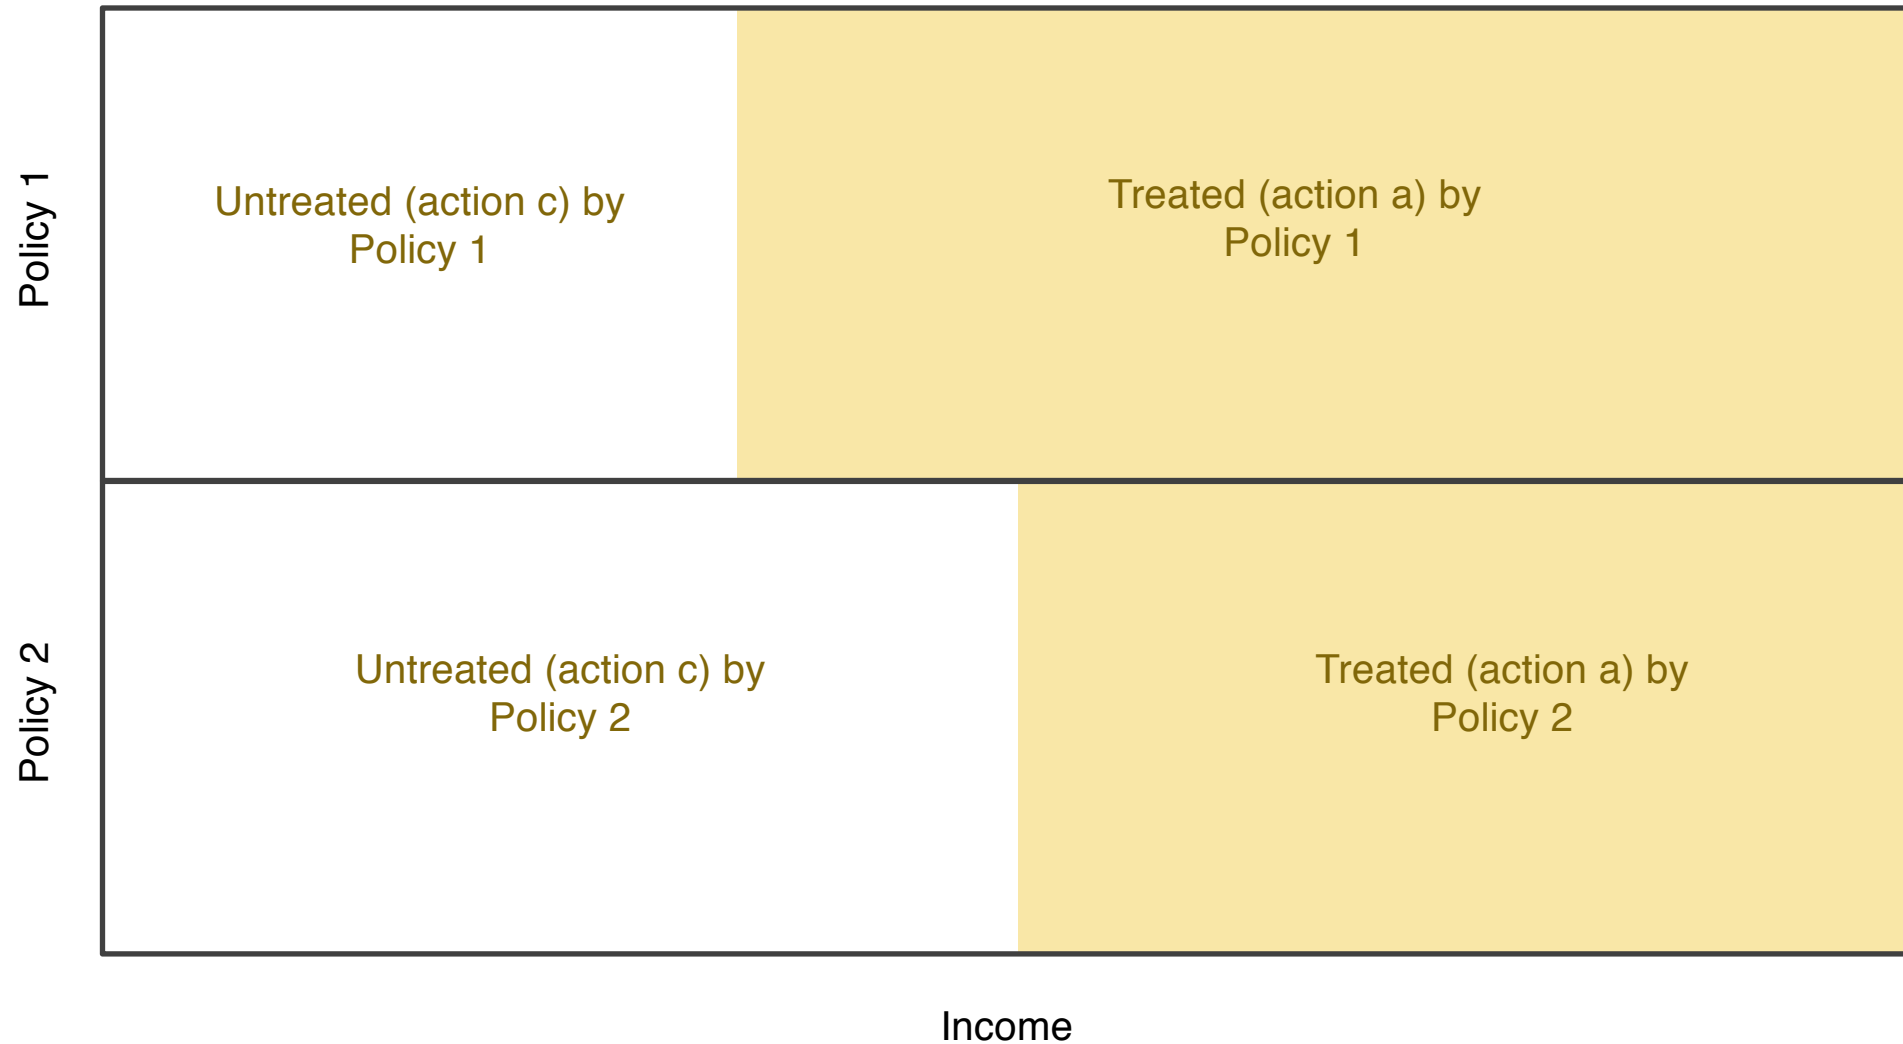 Policy 1
Untreated (action c) by
Policy 1
Treated (action a) by
Policy 1
Policy 2
Untreated (action c) by
Policy 2
Treated (action a) by
Policy 2
Income